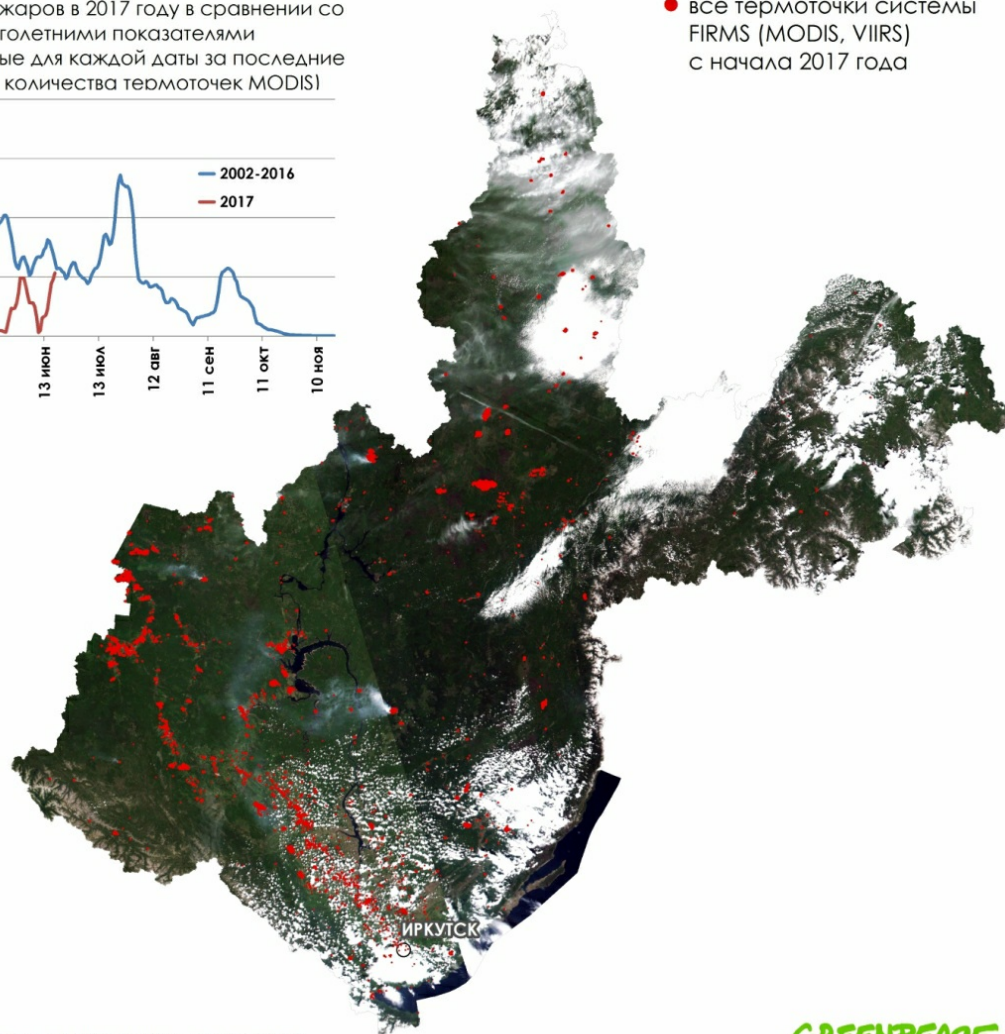 жаров в 2017 году в сравнении со
голетними показателями
ые для каждой даты за последние
количества термоточек MODIS)
все термоточки системы
FIRMS (MODIS, VIIRS)
с начала 2017 года
2002-2016
2017
13 июн
13 июл
12 авг
11 сен
11 окт
10 ноя
ИРКУТСК
GREENPEACE